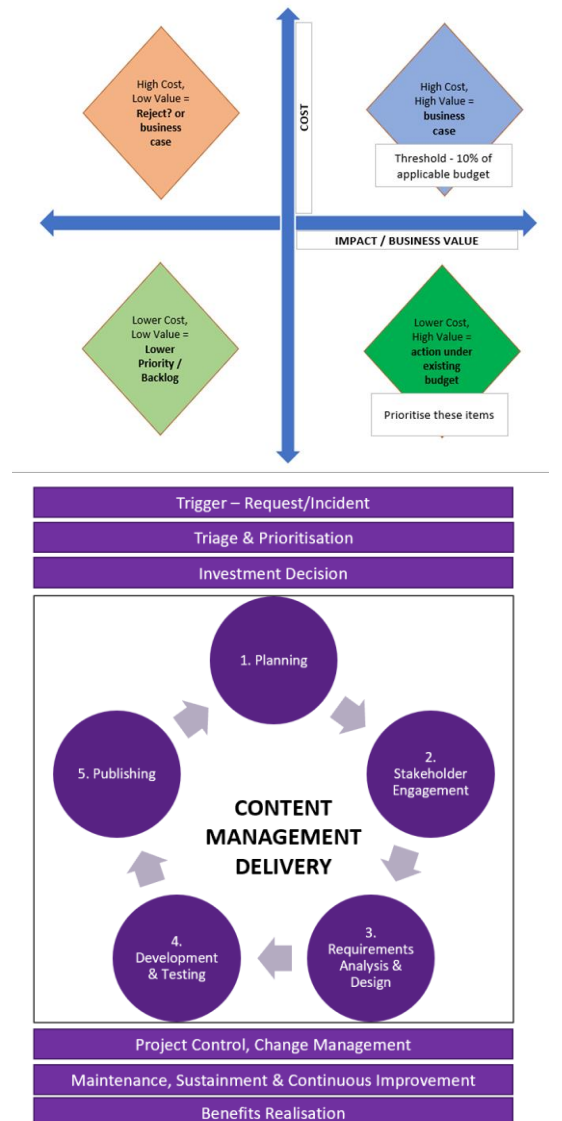 High Cost,
Low Value =
Reject? or
business
case
COST
High Cost,
High Value =
business
case
Threshold - 10% of
applicable budget
IMPACT / BUSINESS VALUE
Lower Cost,
Low Value =
Lower
Priority /
Backlog
Lower Cost,
High Value =
action under
existing
budget
Prioritise these items
Trigger – Request/Incident
Triage & Prioritisation
Investment Decision
1. Planning
2.
Stakeholder
Engagement
3.
Requirements
Analysis &
Design
4.
Development
& Testing
5. Publishing
CONTENT
MANAGEMENT
DELIVERY
Project Control, Change Management
Maintenance, Sustainment & Continuous Improvement
Benefits Realisation